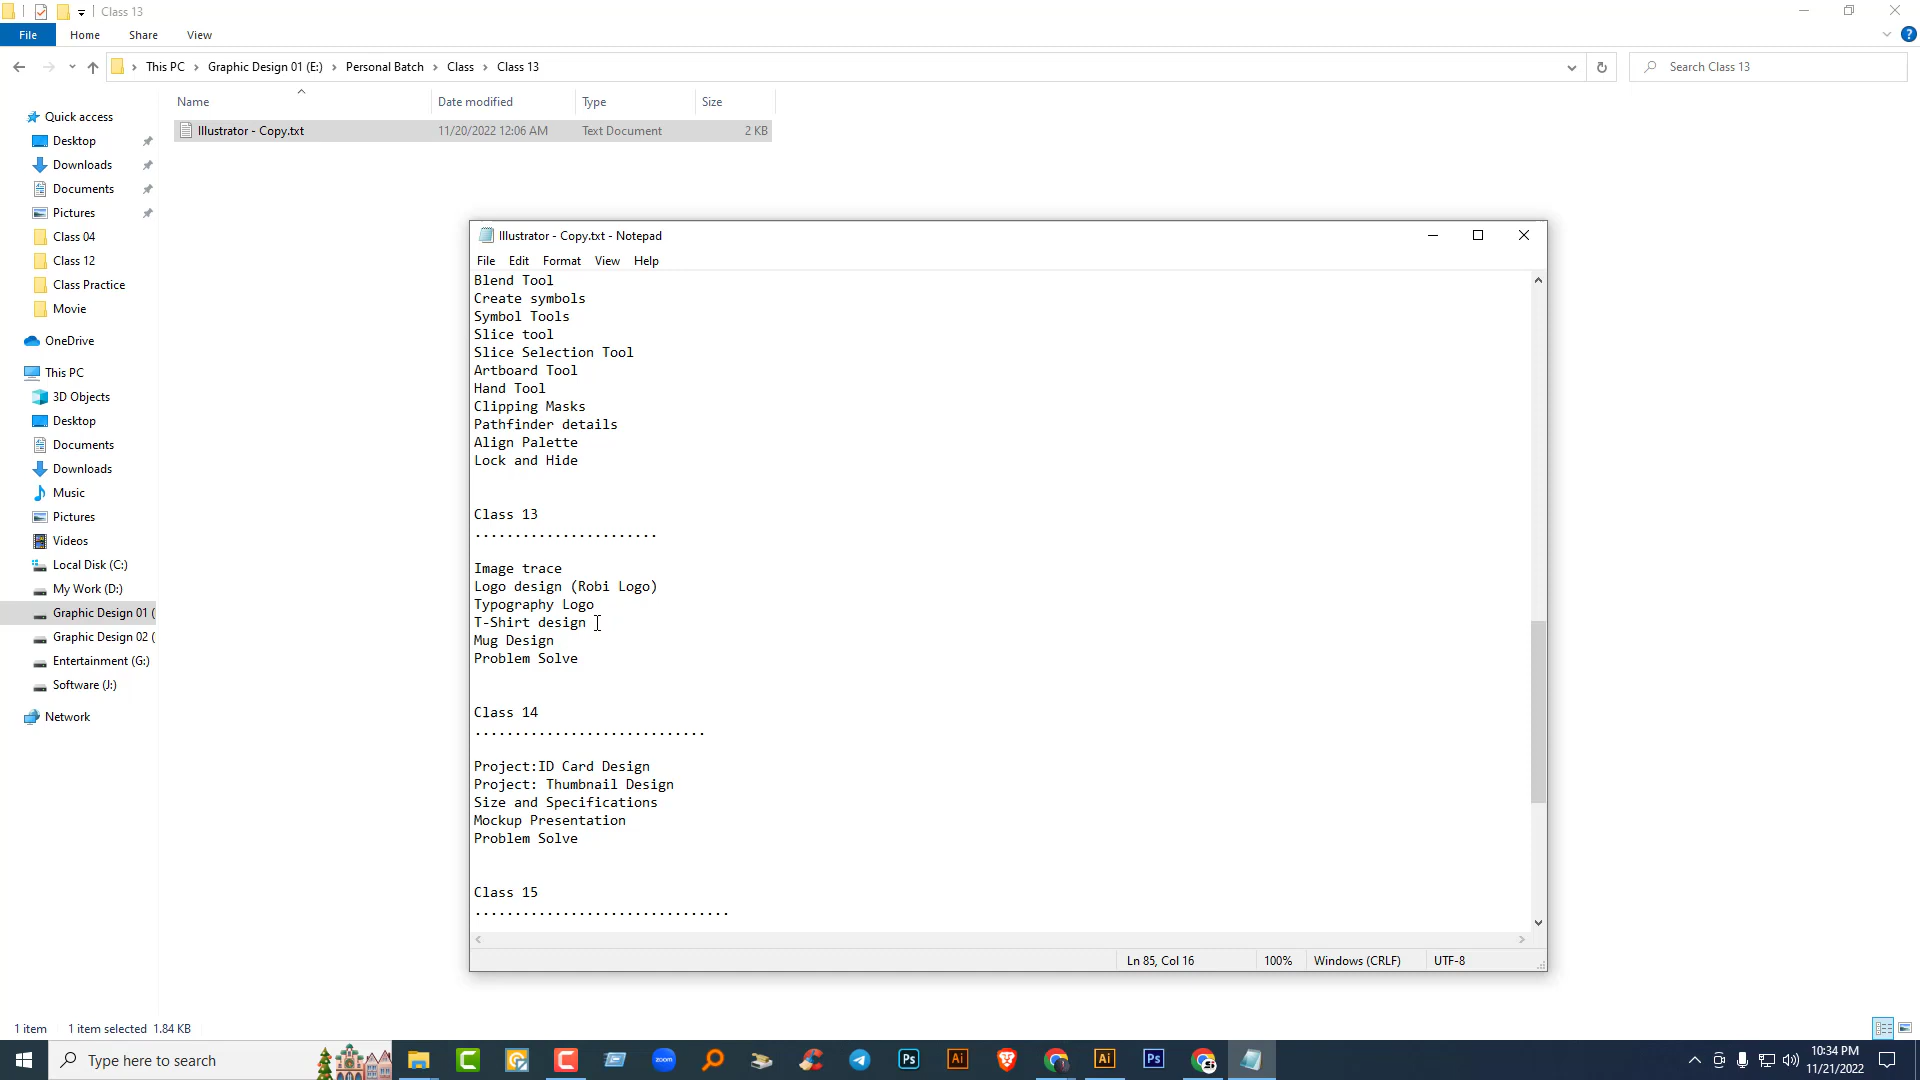 Class 13
File
Home
Share
View
This PC
Graphic Design 01 (E:)
Personal Batch
Class
Class 13
Search Class 13
Name
Date modified
Type
Size
Illustrator - Copy.txt
11/20/2022 12:06 AM
Text Document
2 KB
Quick access
Desktop
Downloads
Documents
Pictures
Class 04
Class 12
Class Practice
Movie
OneDrive
This PC
3D Objects
Desktop
Documents
Downloads
Music
Pictures
Videos
Local Disk (C:)
My Work (D:)
Graphic Design 01 (
Graphic Design 02 (
Entertainment (G:)
Software (J:)
Network
Illustrator - Copy.txt - Notepad
File Edit Format View Help
Blend Tool
Create symbols
Symbol Tools
Slice tool
Slice Selection Tool
Artboard Tool
Hand Tool
Clipping Masks
Pathfinder details
Align Palette
Lock and Hide
Class 13
.......................
Image trace
Logo design (Robi Logo)
Typography Logo
T-Shirt design
Mug Design
Problem Solve
Class 14
.............................
Project:ID Card Design
Project: Thumbnail Design
Size and Specifications
Mockup Presentation
Problem Solve
Class 15
................................
Ln 85, Col 16
100%
Windows (CRLF)
UTF-8
1 item
1 item selected 1.84 KB
Type here to search
zoom
Ps
Ai
Ai
Ps
10:34 PM
11/21/2022